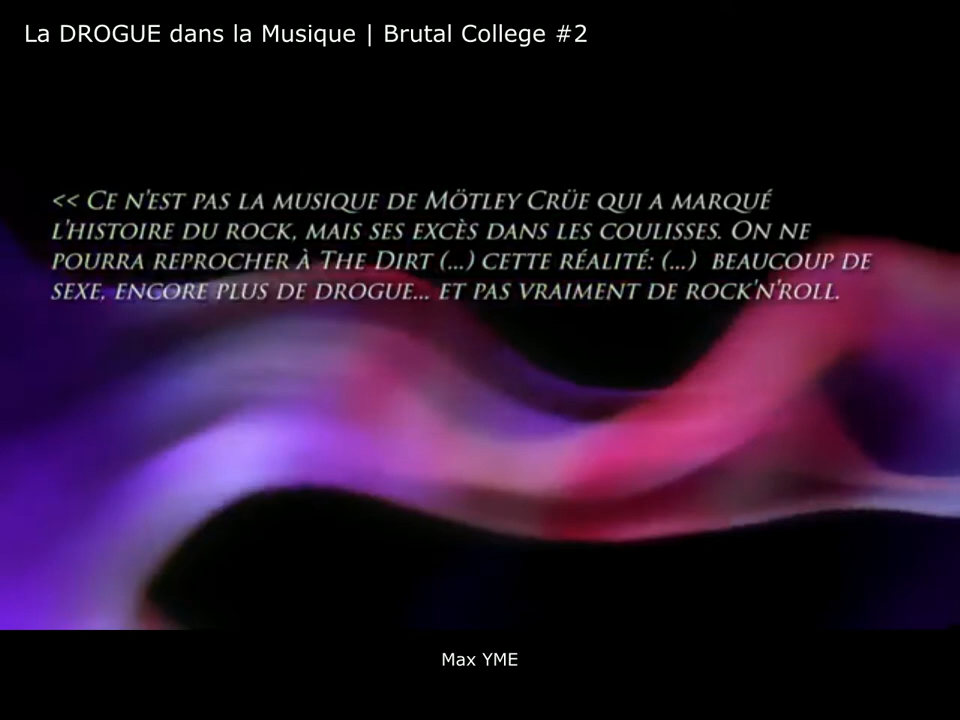 La DROGUE dans la Musique | Brutal College #2
<< Ce n'est pas la musique de Mötley Crüe qui a marqué
l'histoire du rock, mais ses excès dans les coulisses. On ne
pourra reprocher à The Dirt (...) cette réalité: (...) beaucoup de
sexe, encore plus de drogue... et pas vraiment de rock'n'roll.
Max YME